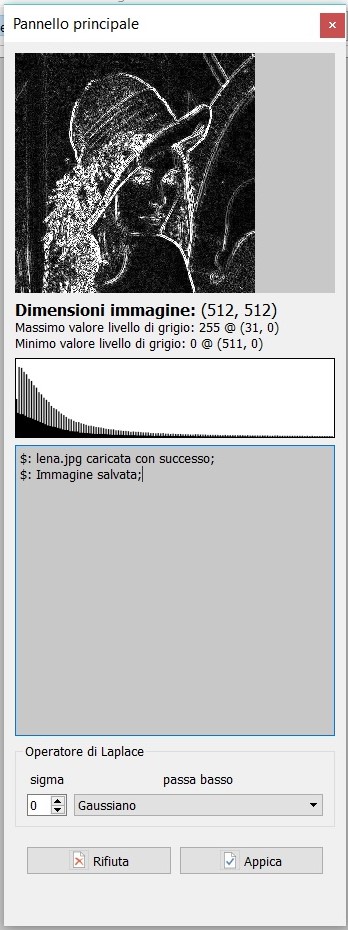 Pannello principale
Dimensioni immagine: (512, 512)
Massimo valore livello di grigio: 255 @ (31, 0)
Minimo valore livello di grigio: 0 @ (511, 0)
$: lena.jpg caricata con successo;
$: Immagine salvata;
Operatore di Laplace
sigma passa basso
0 Gaussiano
Rifiuta Appica